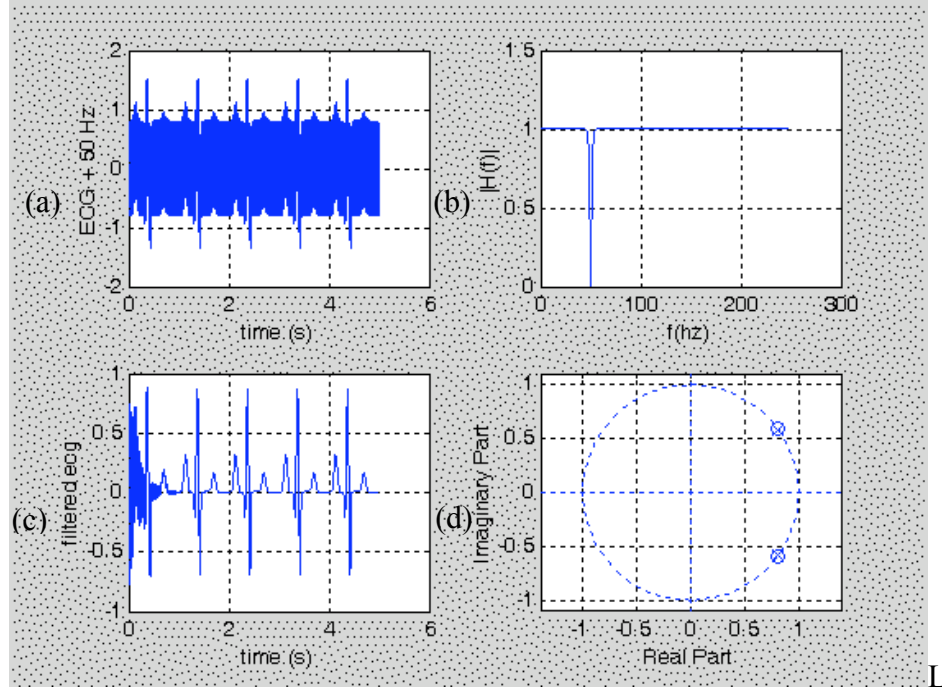 (a)
EOG + 50 Hz
2
1
0
-1
-2
0 2 4 6
time (s)
(b)
|H(f)|
1.5
1
0.5
0
0 100 200 300
f(hz)
(c)
filtered ecg
1
0.5
0
-0.5
-1
0 2 4 6
time (s)
(d)
Imaginary Part
1
0.5
0
-0.5
-1
-1 -0.5 0 0.5 1
Real Part
L